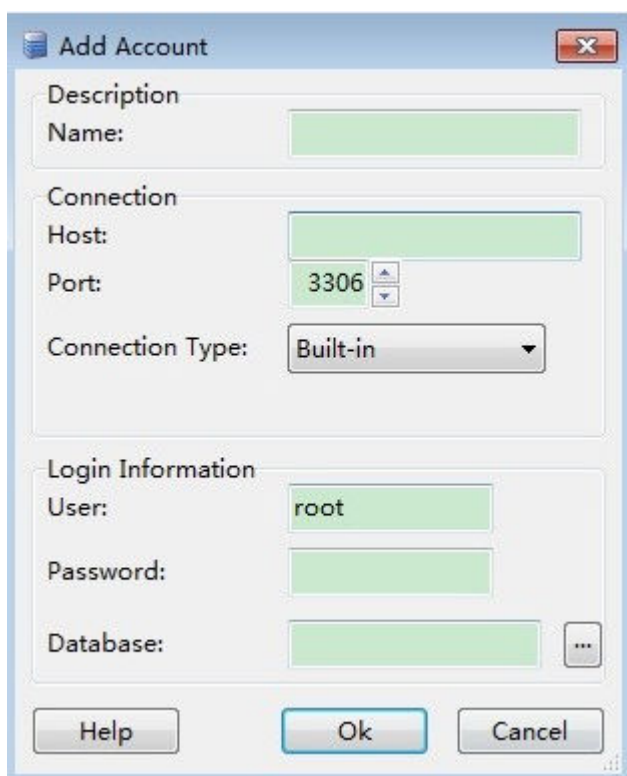 Add Account
Description
Name:
Connection
Host:
Port: 3306
Connection Type: Built-in
Login Information
User: root
Password:
Database: ...
Help Ok Cancel